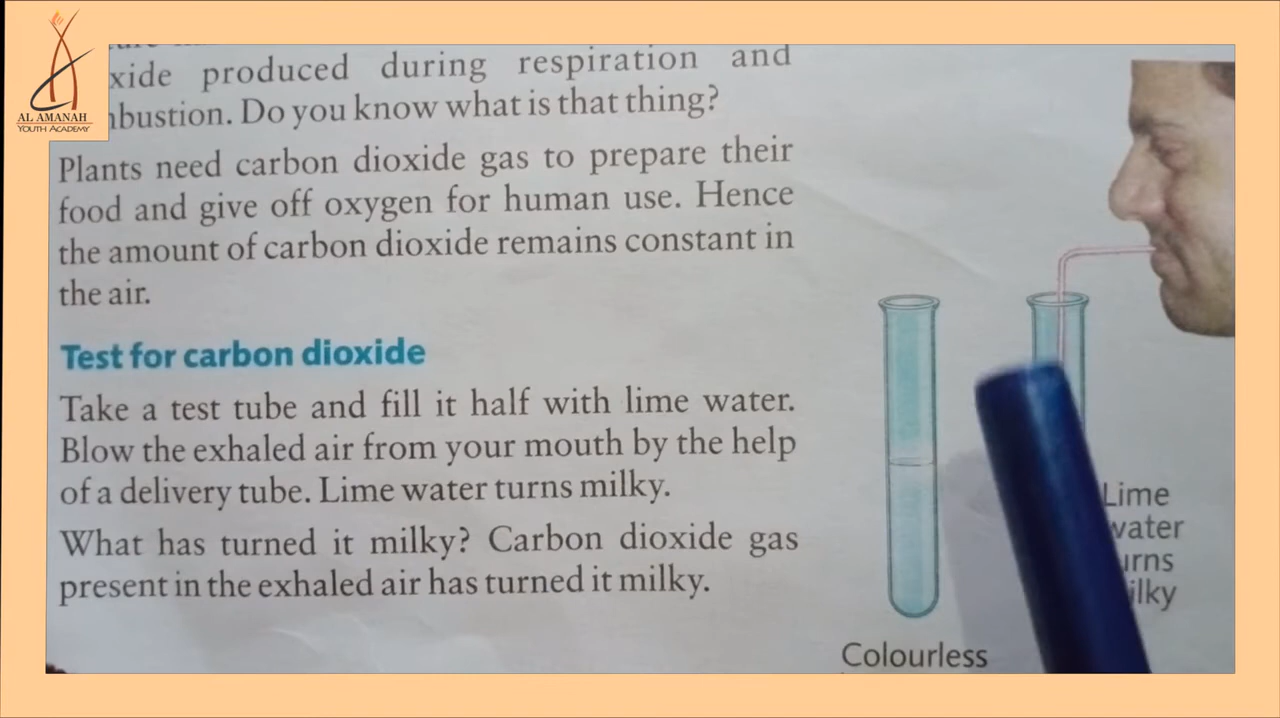 AL AMANAH
YOUTH ACADEMY
produced during respiration and
Do you know what is that thing?
Plants need carbon dioxide gas to prepare their
food and give off oxygen for human use. Hence
the amount of carbon dioxide remains constant in
the air.
Test for carbon dioxide
Take a test tube and fill it half with lime water.
Blow the exhaled air from your mouth by the help
of a delivery tube. Lime water turns milky.
What has turned it milky? Carbon dioxide gas
present in the exhaled air has turned it milky.
Lime
water
Colourless